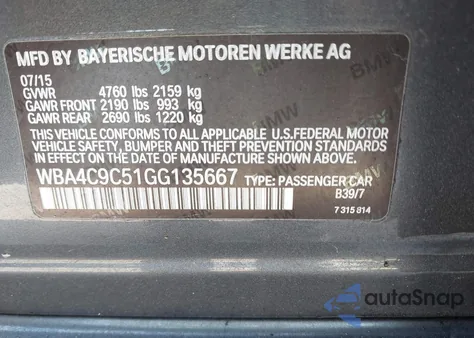 MFD BY BAYERISCHE MOTOREN WERKE AG
07/15
GVWR 4760 lbs 2159 kg
GAWR FRONT 2190 lbs 993 kg
GAWR REAR 2690 lbs 1220 kg
THIS VEHICLE CONFORMS TO ALL APPLICABLE U.S.FEDERAL MOTOR
VEHICLE SAFETY, BUMPER AND THEFT PREVENTION STANDARDS
IN EFFECT ON THE DATE OF MANUFACTURE SHOWN ABOVE.
WBA4C9C51GG135667 TYPE: PASSENGER CAR
B39/7
7 315 814
BMW
autoSnap